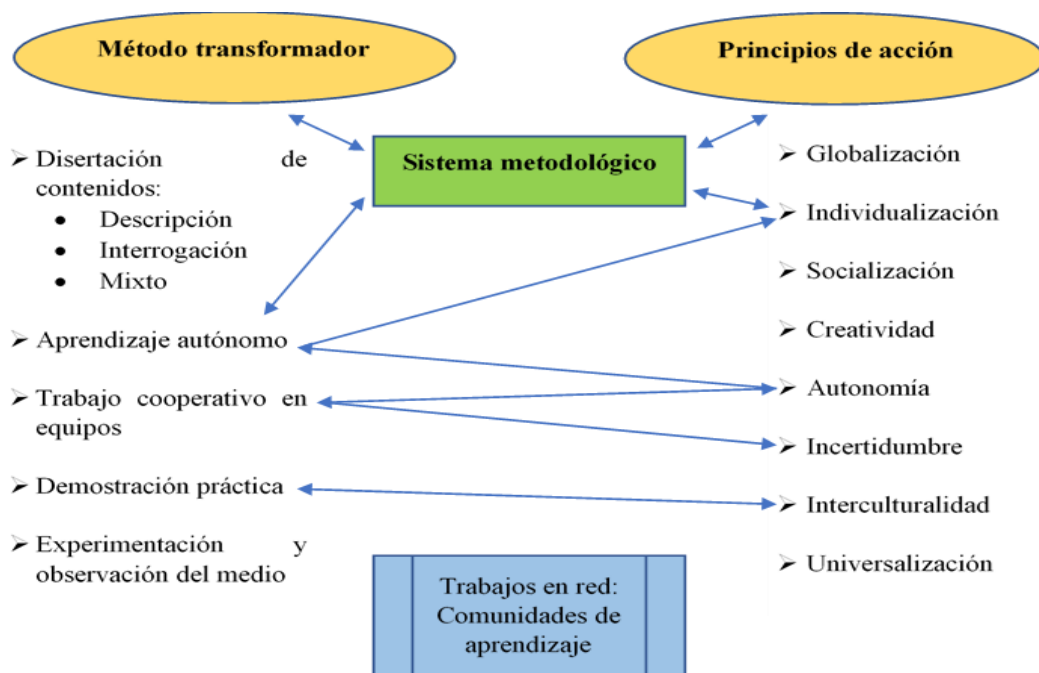 Método transformador
Principios de acción
Sistema metodológico
➢ Disertación de
contenidos:
• Descripción
• Interrogación
• Mixto
➢ Aprendizaje autónomo
➢ Trabajo cooperativo en
equipos
➢ Demostración práctica
➢ Experimentación y
observación del medio
➢ Globalización
➢ Individualización
➢ Socialización
➢ Creatividad
➢ Autonomía
➢ Incertidumbre
➢ Interculturalidad
➢ Universalización
Trabajos en red:
Comunidades de
aprendizaje